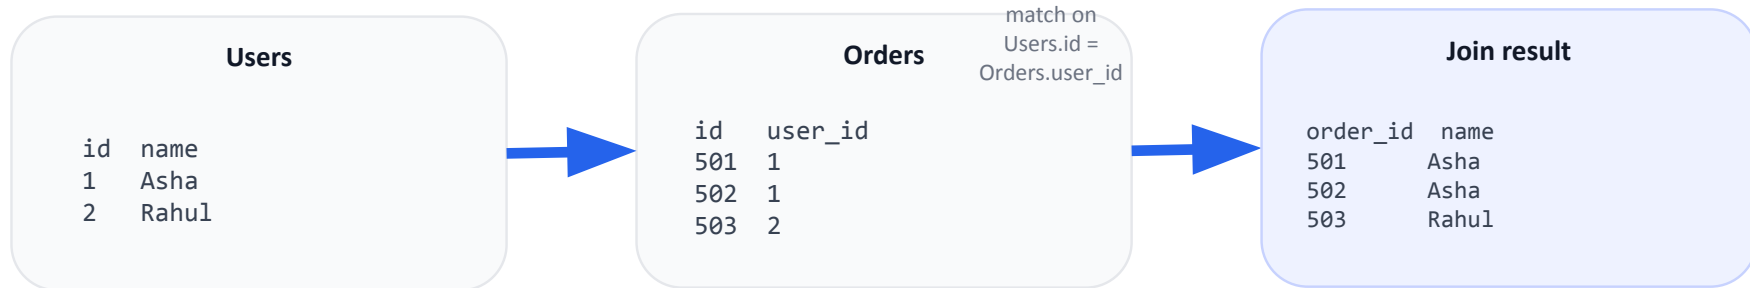 Users
id  name
1   Asha
2   Rahul
Orders
match on
Users.id =
Orders.user_id
id   user_id
501  1
502  1
503  2
Join result
order_id  name
501      Asha
502      Asha
503      Rahul